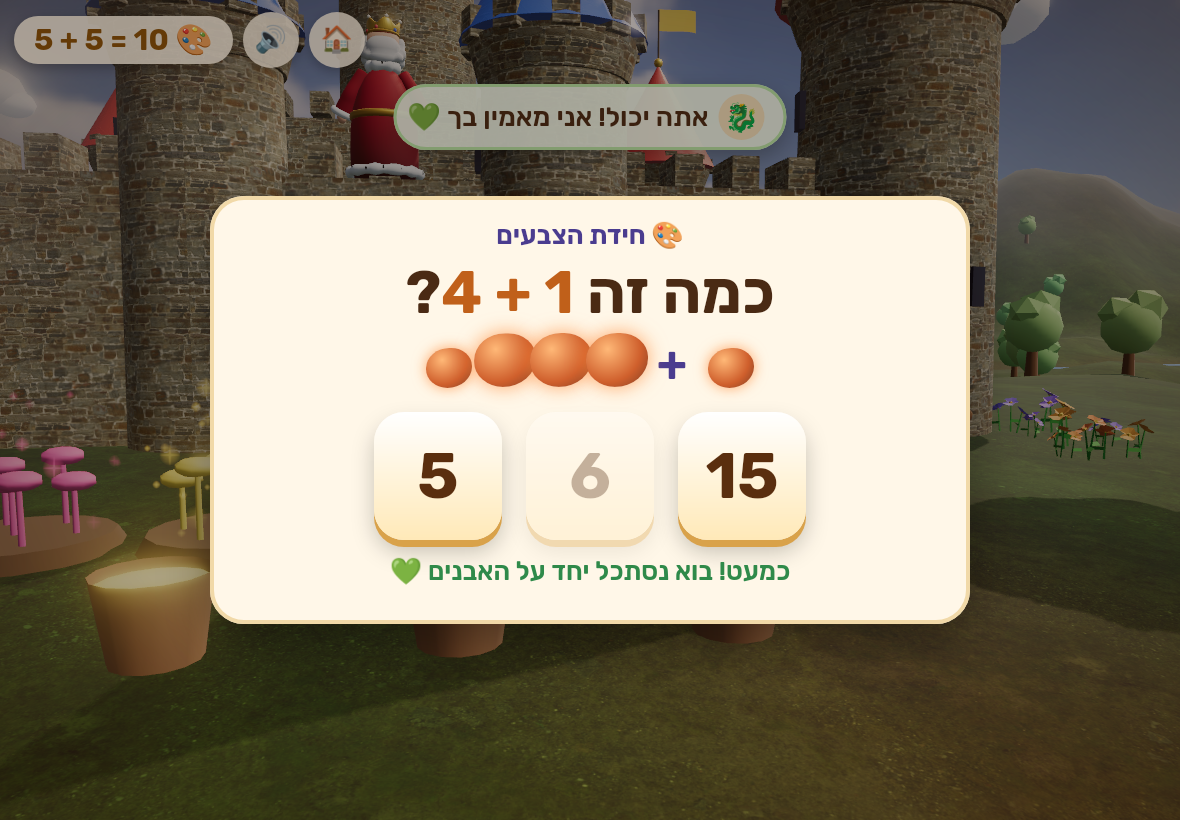 5 + 5 = 10
אתה יכול! אני מאמין בך
חידת הצבעים
כמה זה 4 + 1?
+
5 6 15
כמעט! בוא נסתכל יחד על האבנים